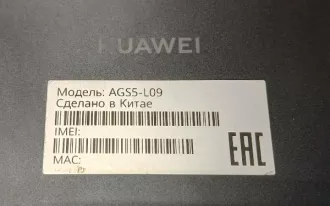 HUAWEI
Модель: AGS5-L09
Сделано в Китае
IMEI:
MAC:
EAC